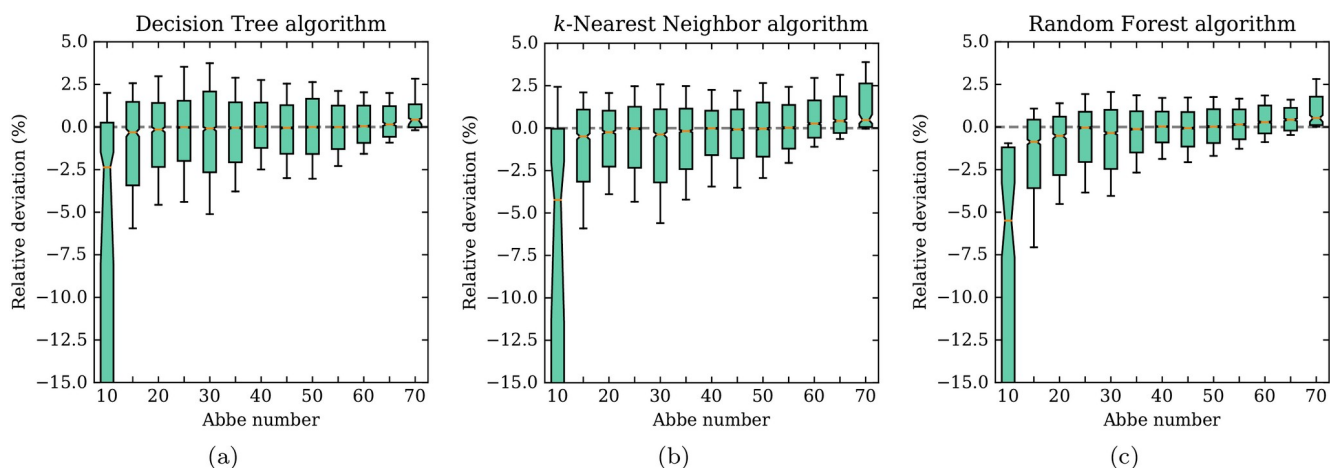 Decision Tree algorithm
5.0
2.5
0.0
−2.5
−5.0
−7.5
−10.0
−12.5
−15.0
Relative deviation (%)
10 20 30 40 50 60 70
Abbe number
(a)
k-Nearest Neighbor algorithm
5.0
2.5
0.0
−2.5
−5.0
−7.5
−10.0
−12.5
−15.0
Relative deviation (%)
10 20 30 40 50 60 70
Abbe number
(b)
Random Forest algorithm
5.0
2.5
0.0
−2.5
−5.0
−7.5
−10.0
−12.5
−15.0
Relative deviation (%)
10 20 30 40 50 60 70
Abbe number
(c)